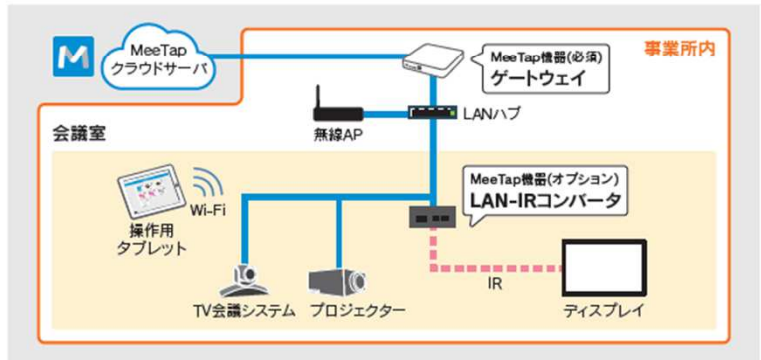 M
MeeTap
クラウドサーバ
MeeTap機器(必須)
ゲートウェイ
事業所内
LANハブ
無線AP
会議室
MeeTap機器(オプション)
LAN-IRコンバータ
Wi-Fi
操作用
タブレット
IR
TV会議システム
プロジェクター
ディスプレイ